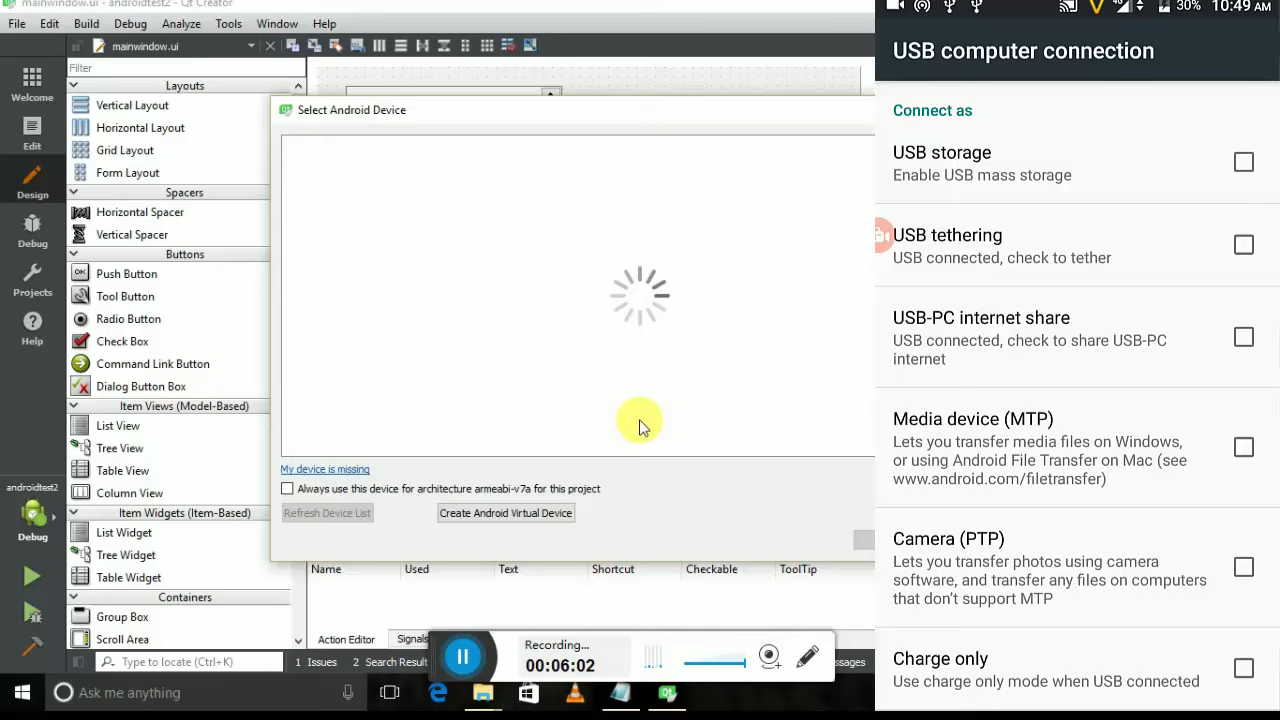 mainwindow.ui - androidtest2 - Qt Creator
File Edit Build Debug Analyze Tools Window Help
mainwindow.ui
Filter
Welcome
Edit
Design
Debug
Projects
Help
androidtest2
Debug
Layouts
Vertical Layout
Horizontal Layout
Grid Layout
Form Layout
Spacers
Horizontal Spacer
Vertical Spacer
Buttons
OK
Push Button
Tool Button
Radio Button
Check Box
Command Link Button
Dialog Button Box
Item Views (Model-Based)
List View
Tree View
Table View
Column View
Item Widgets (Item-Based)
List Widget
Tree Widget
Table Widget
Containers
Group Box
Scroll Area
Select Android Device
My device is missing
Always use this device for architecture armeabi-v7a for this project
Refresh Device List
Create Android Virtual Device
Name Used Text Shortcut Checkable ToolTip
Action Editor Signals
Type to locate (Ctrl+K)
1 Issues 2 Search Result
essages
Recording...
00:06:02
Ask me anything
4G
30% 10:49 AM
USB computer connection
Connect as
USB storage
Enable USB mass storage
USB tethering
USB connected, check to tether
USB-PC internet share
USB connected, check to share USB-PC
internet
Media device (MTP)
Lets you transfer media files on Windows,
or using Android File Transfer on Mac (see
www.android.com/filetransfer)
Camera (PTP)
Lets you transfer photos using camera
software, and transfer any files on computers
that don't support MTP
Charge only
Use charge only mode when USB connected